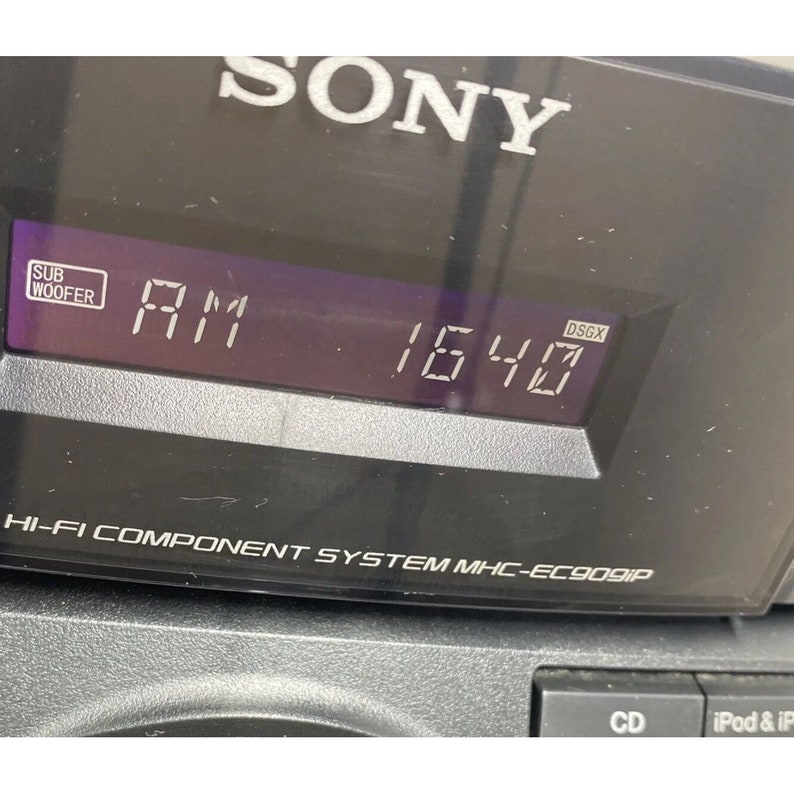 SONY
SUB
WOOFER
AM 1640
DSGX
HI-FI COMPONENT SYSTEM MHC-EC909iP
CD
iPod & iP